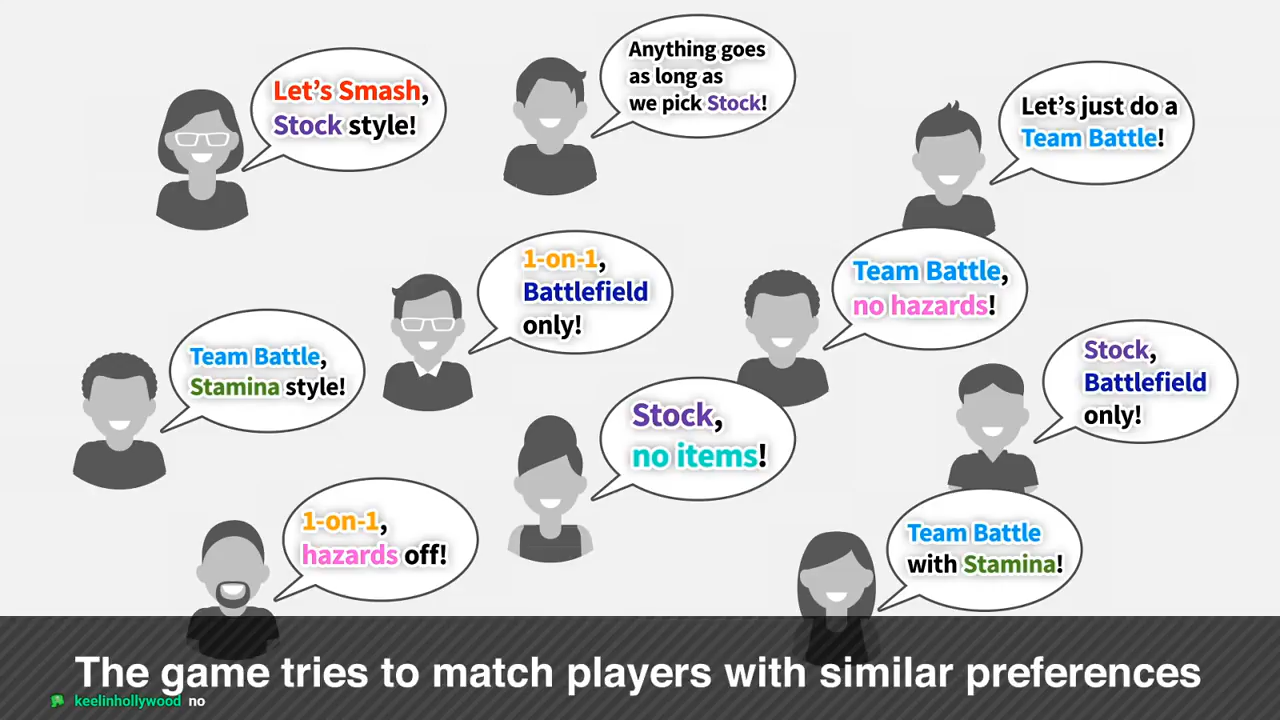 Let's Smash,
Stock style!
Anything goes
as long as
we pick Stock!
Let's just do a
Team Battle!
1-on-1,
Battlefield
only!
Team Battle,
no hazards!
Team Battle,
Stamina style!
Stock,
Battlefield
only!
Stock,
no items!
1-on-1,
hazards off!
Team Battle
with Stamina!
The game tries to match players with similar preferences
keelinhollywood no